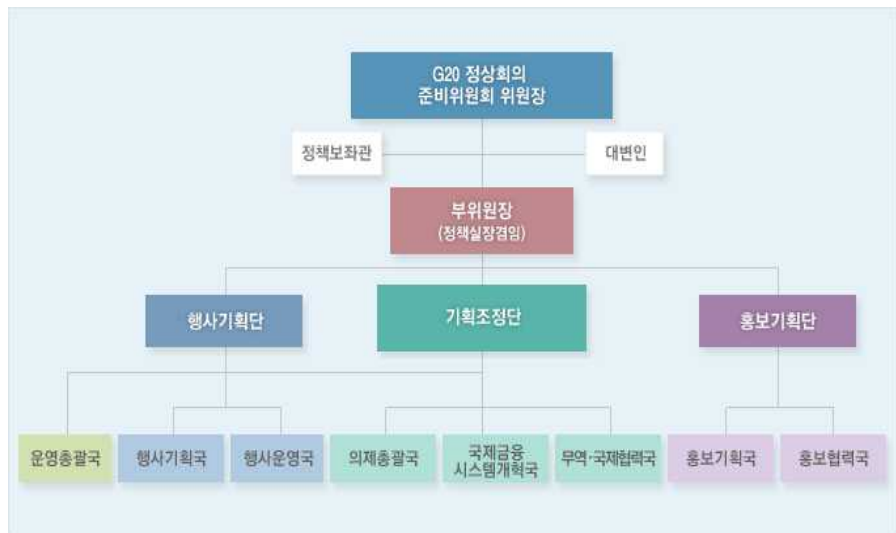 G20 정상회의
준비위원회 위원장
정책보좌관
대변인
부위원장
(정책실장겸임)
행사기획단
기획조정단
홍보기획단
운영총괄국
행사기획국
행사운영국
의제총괄국
국제금융
시스템개혁국
무역·국제협력국
홍보기획국
홍보협력국